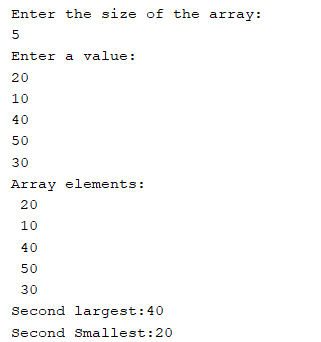 Enter the size of the array:
5
Enter a value:
20
10
40
50
30
Array elements:
20
10
40
50
30
Second largest:40
Second Smallest:20